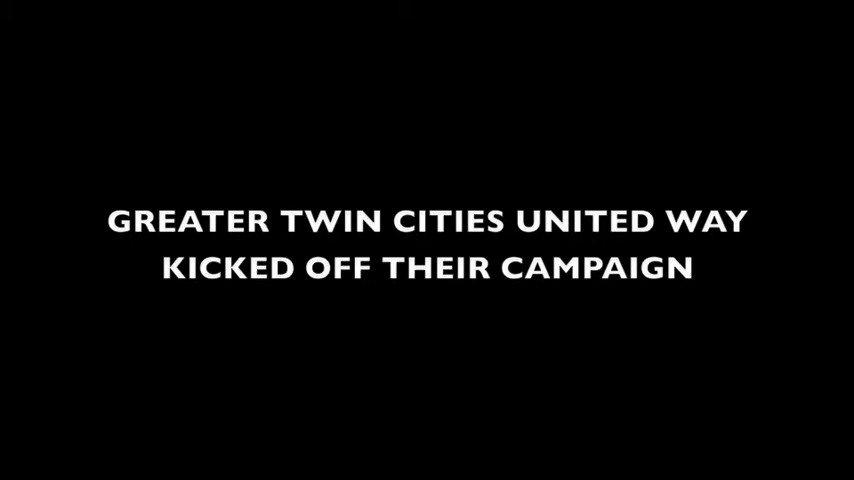 GREATER TWIN CITIES UNITED WAY
KICKED OFF THEIR CAMPAIGN